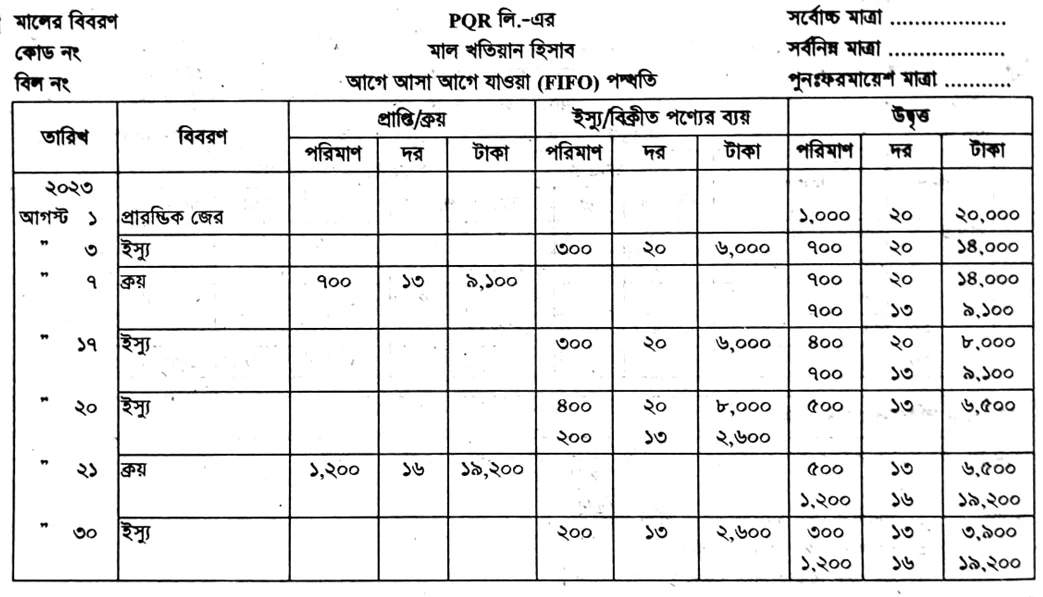 মালের বিবরণ PQR লি.-এর সর্বোচ্চ মাত্রা ....................
কোড নং মাল খতিয়ান হিসাব সর্বনিম্ন মাত্রা ....................
বিল নং আগে আসা আগে যাওয়া (FIFO) পদ্ধতি পুনঃফরমায়েশ মাত্রা ............
তারিখ বিবরণ প্রাপ্তি/ক্রয় ইস্যু/বিক্রীত পণ্যের ব্যয় উদ্বৃত্ত
পরিমাণ দর টাকা পরিমাণ দর টাকা পরিমাণ দর টাকা
২০২৩
আগস্ট ১ প্রারম্ভিক জের ১,০০০ ২০ ২০,০০০
" ৩ ইস্যু ৩০০ ২০ ৬,০০০ ৭০০ ২০ ১৪,০০০
" ৭ ক্রয় ৭০০ ১৩ ৯,১০০ ৭০০ ২০ ১৪,০০০
৭০০ ১৩ ৯,১০০
" ১৭ ইস্যু ৩০০ ২০ ৬,০০০ ৪০০ ২০ ৮,০০০
৭০০ ১৩ ৯,১০০
" ২০ ইস্যু ৪০০ ২০ ৮,০০০ ৫০০ ১৩ ৬,৫০০
২০০ ১৩ ২,৬০০
" ২১ ক্রয় ১,২০০ ১৬ ১৯,২০০ ৫০০ ১৩ ৬,৫০০
১,২০০ ১৬ ১৯,২০০
" ৩০ ইস্যু ২০০ ১৩ ২,৬০০ ৩০০ ১৩ ৩,৯০০
১,২০০ ১৬ ১৯,২০০